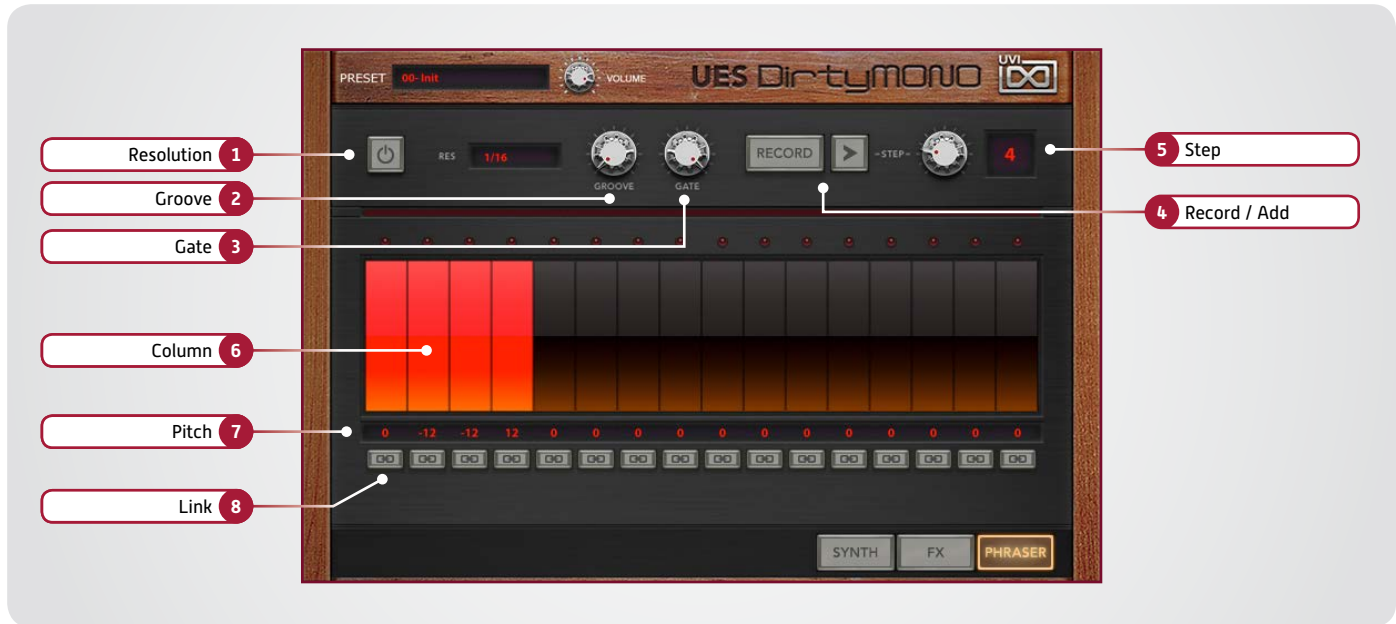 PRESET 00-Init VOLUME UES DirtyMONO UVI
RES 1/16 GROOVE GATE RECORD > -STEP- 4
Resolution 1
Groove 2
Gate 3
5 Step
4 Record / Add
Column 6
Pitch 7
0 -12 -12 12 0 0 0 0 0 0 0 0 0 0 0 0
Link 8
SYNTH FX PHRASER